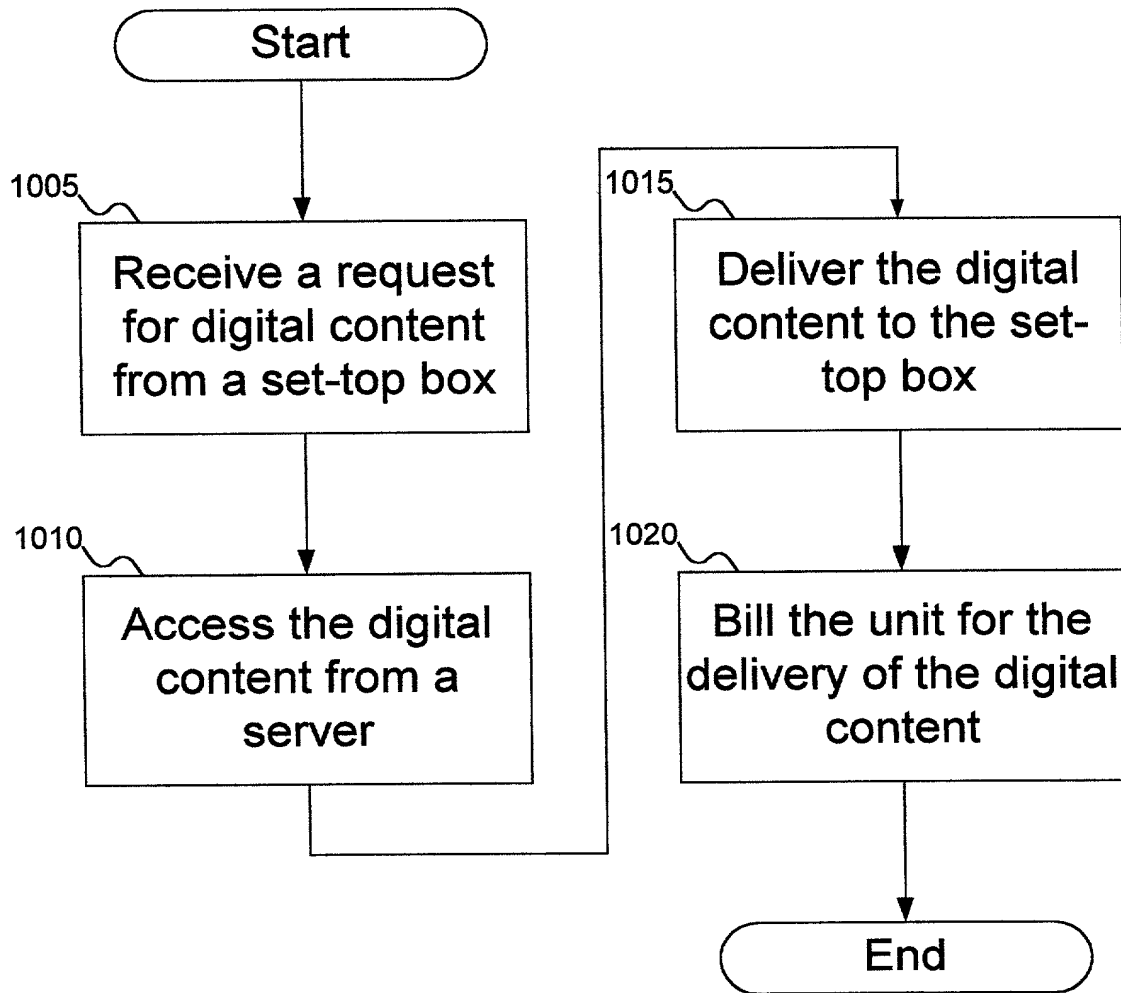 Start
1005
Receive a request
for digital content
from a set-top box
1010
Access the digital
content from a
server
1015
Deliver the digital
content to the set-
top box
1020
Bill the unit for the
delivery of the digital
content
End